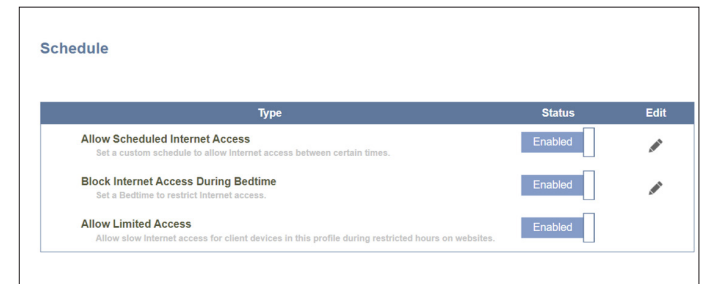 Schedule
Type Status Edit
Allow Scheduled Internet Access Enabled
Set a custom schedule to allow Internet access between certain times.
Block Internet Access During Bedtime Enabled
Set a Bedtime to restrict Internet access.
Allow Limited Access Enabled
Allow slow Internet access for client devices in this profile during restricted hours on websites.